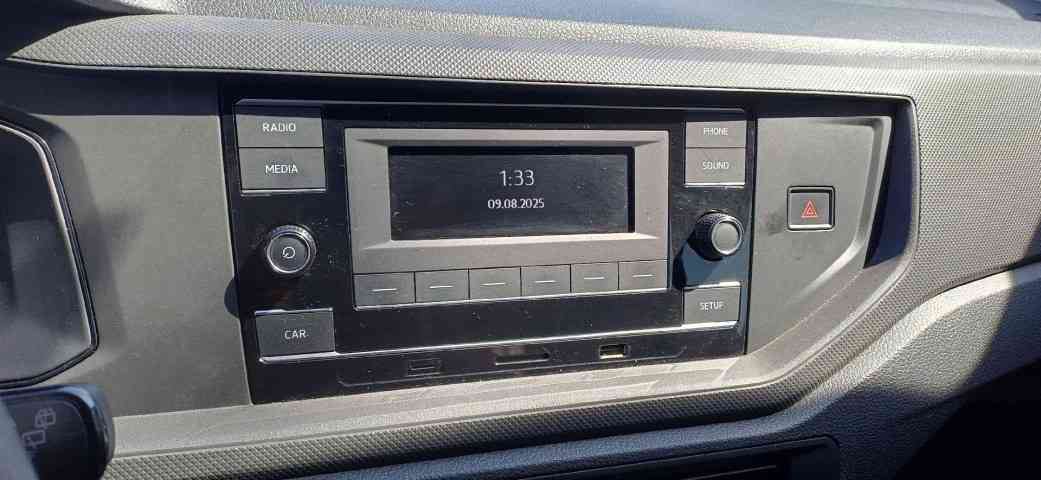 RADIO
MEDIA
1:33
09.08.2025
PHONE
SOUND
CAR
SETUP